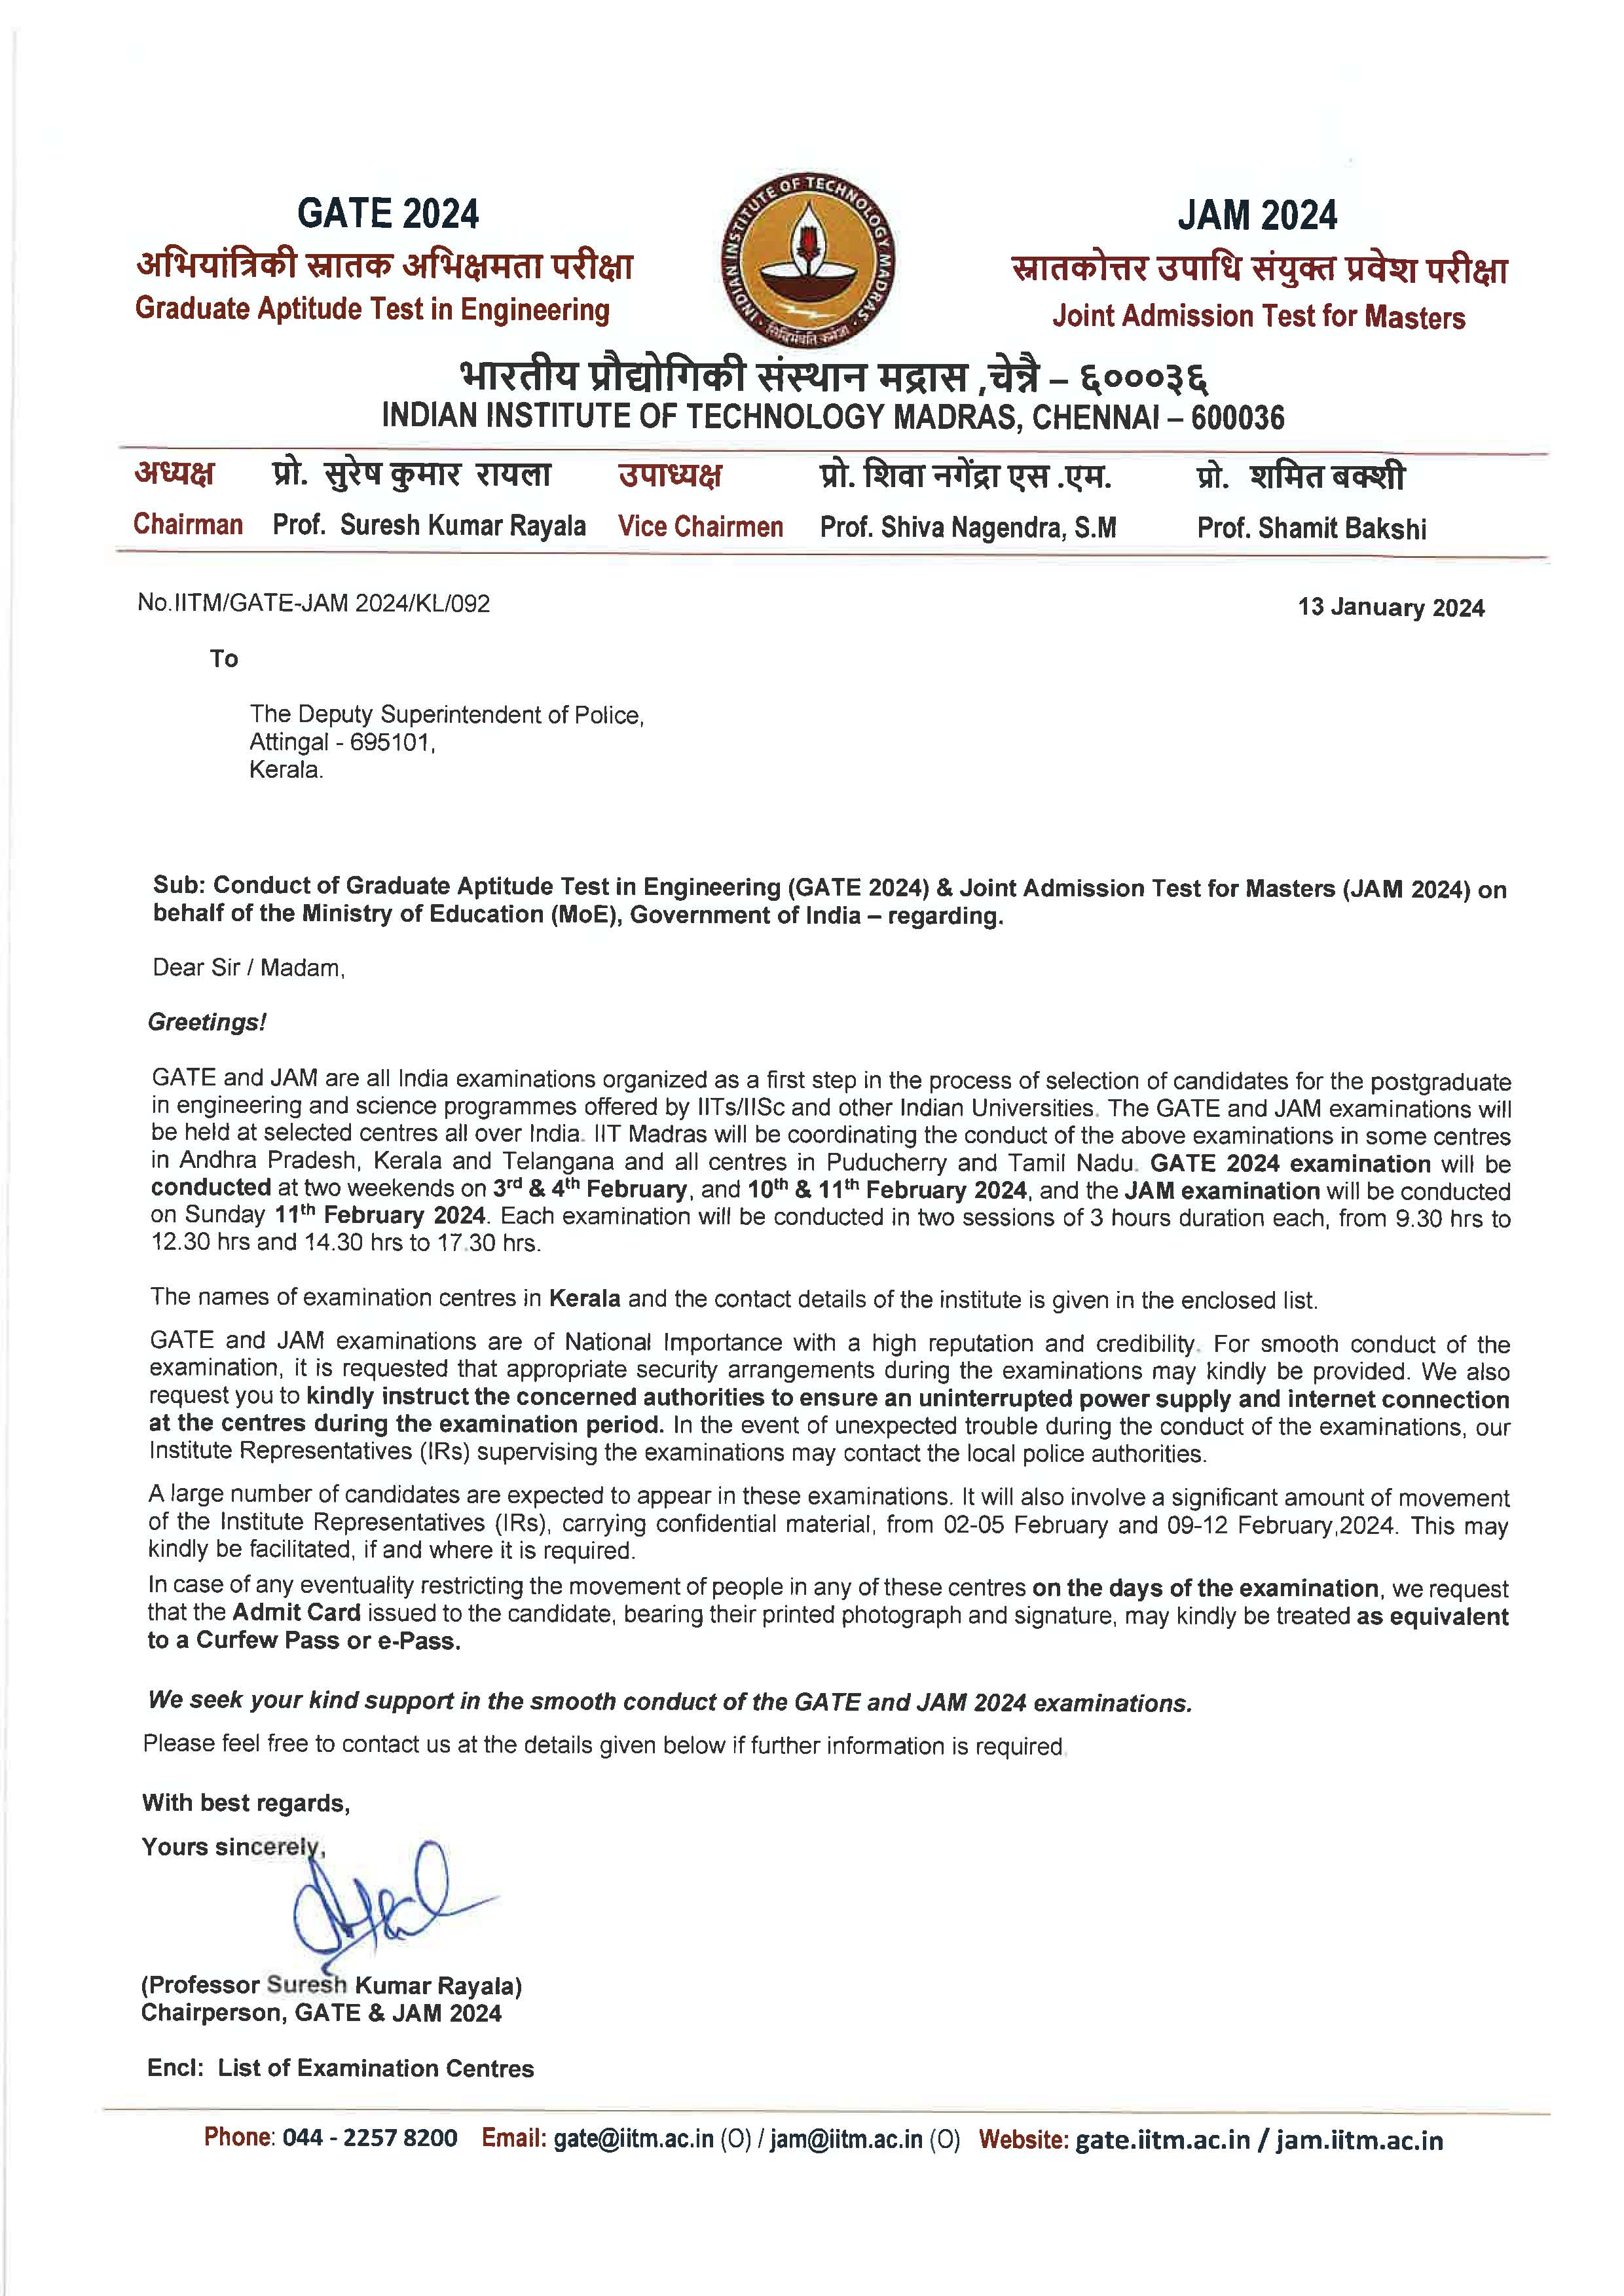 GATE 2024
अभियांत्रिकी स्नातक अभिक्षमता परीक्षा
Graduate Aptitude Test in Engineering
INDIAN INSTITUTE OF TECHNOLOGY MADRAS
सिद्धिर्भवति कर्मजा
JAM 2024
स्नातकोत्तर उपाधि संयुक्त प्रवेश परीक्षा
Joint Admission Test for Masters
भारतीय प्रौद्योगिकी संस्थान मद्रास ,चेन्नै – ६०००३६
INDIAN INSTITUTE OF TECHNOLOGY MADRAS, CHENNAI – 600036
अध्यक्ष प्रो. सुरेष कुमार रायला उपाध्यक्ष प्रो. शिवा नगेंद्रा एस .एम. प्रो. शमित बक्शी
Chairman Prof. Suresh Kumar Rayala Vice Chairmen Prof. Shiva Nagendra, S.M Prof. Shamit Bakshi
No.IITM/GATE-JAM 2024/KL/092 13 January 2024
To
The Deputy Superintendent of Police,
Attingal - 695101,
Kerala.
Sub: Conduct of Graduate Aptitude Test in Engineering (GATE 2024) & Joint Admission Test for Masters (JAM 2024) on
behalf of the Ministry of Education (MoE), Government of India – regarding.
Dear Sir / Madam,
Greetings!
GATE and JAM are all India examinations organized as a first step in the process of selection of candidates for the postgraduate
in engineering and science programmes offered by IITs/IISc and other Indian Universities. The GATE and JAM examinations will
be held at selected centres all over India. IIT Madras will be coordinating the conduct of the above examinations in some centres
in Andhra Pradesh, Kerala and Telangana and all centres in Puducherry and Tamil Nadu. GATE 2024 examination will be
conducted at two weekends on 3rd & 4th February, and 10th & 11th February 2024, and the JAM examination will be conducted
on Sunday 11th February 2024. Each examination will be conducted in two sessions of 3 hours duration each, from 9.30 hrs to
12.30 hrs and 14.30 hrs to 17.30 hrs.
The names of examination centres in Kerala and the contact details of the institute is given in the enclosed list.
GATE and JAM examinations are of National Importance with a high reputation and credibility. For smooth conduct of the
examination, it is requested that appropriate security arrangements during the examinations may kindly be provided. We also
request you to kindly instruct the concerned authorities to ensure an uninterrupted power supply and internet connection
at the centres during the examination period. In the event of unexpected trouble during the conduct of the examinations, our
Institute Representatives (IRs) supervising the examinations may contact the local police authorities.
A large number of candidates are expected to appear in these examinations. It will also involve a significant amount of movement
of the Institute Representatives (IRs), carrying confidential material, from 02-05 February and 09-12 February,2024. This may
kindly be facilitated, if and where it is required.
In case of any eventuality restricting the movement of people in any of these centres on the days of the examination, we request
that the Admit Card issued to the candidate, bearing their printed photograph and signature, may kindly be treated as equivalent
to a Curfew Pass or e-Pass.
We seek your kind support in the smooth conduct of the GATE and JAM 2024 examinations.
Please feel free to contact us at the details given below if further information is required.
With best regards,
Yours sincerely,
(Professor Suresh Kumar Rayala)
Chairperson, GATE & JAM 2024
Encl: List of Examination Centres
Phone: 044 - 2257 8200 Email: gate@iitm.ac.in (O) / jam@iitm.ac.in (O) Website: gate.iitm.ac.in / jam.iitm.ac.in